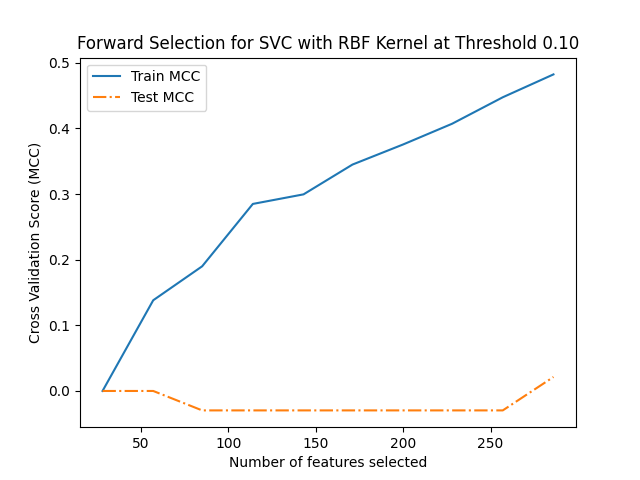 Forward Selection for SVC with RBF Kernel at Threshold 0.10
Train MCC
Test MCC
Cross Validation Score (MCC)
0.5
0.4
0.3
0.2
0.1
0.0
50 100 150 200 250
Number of features selected